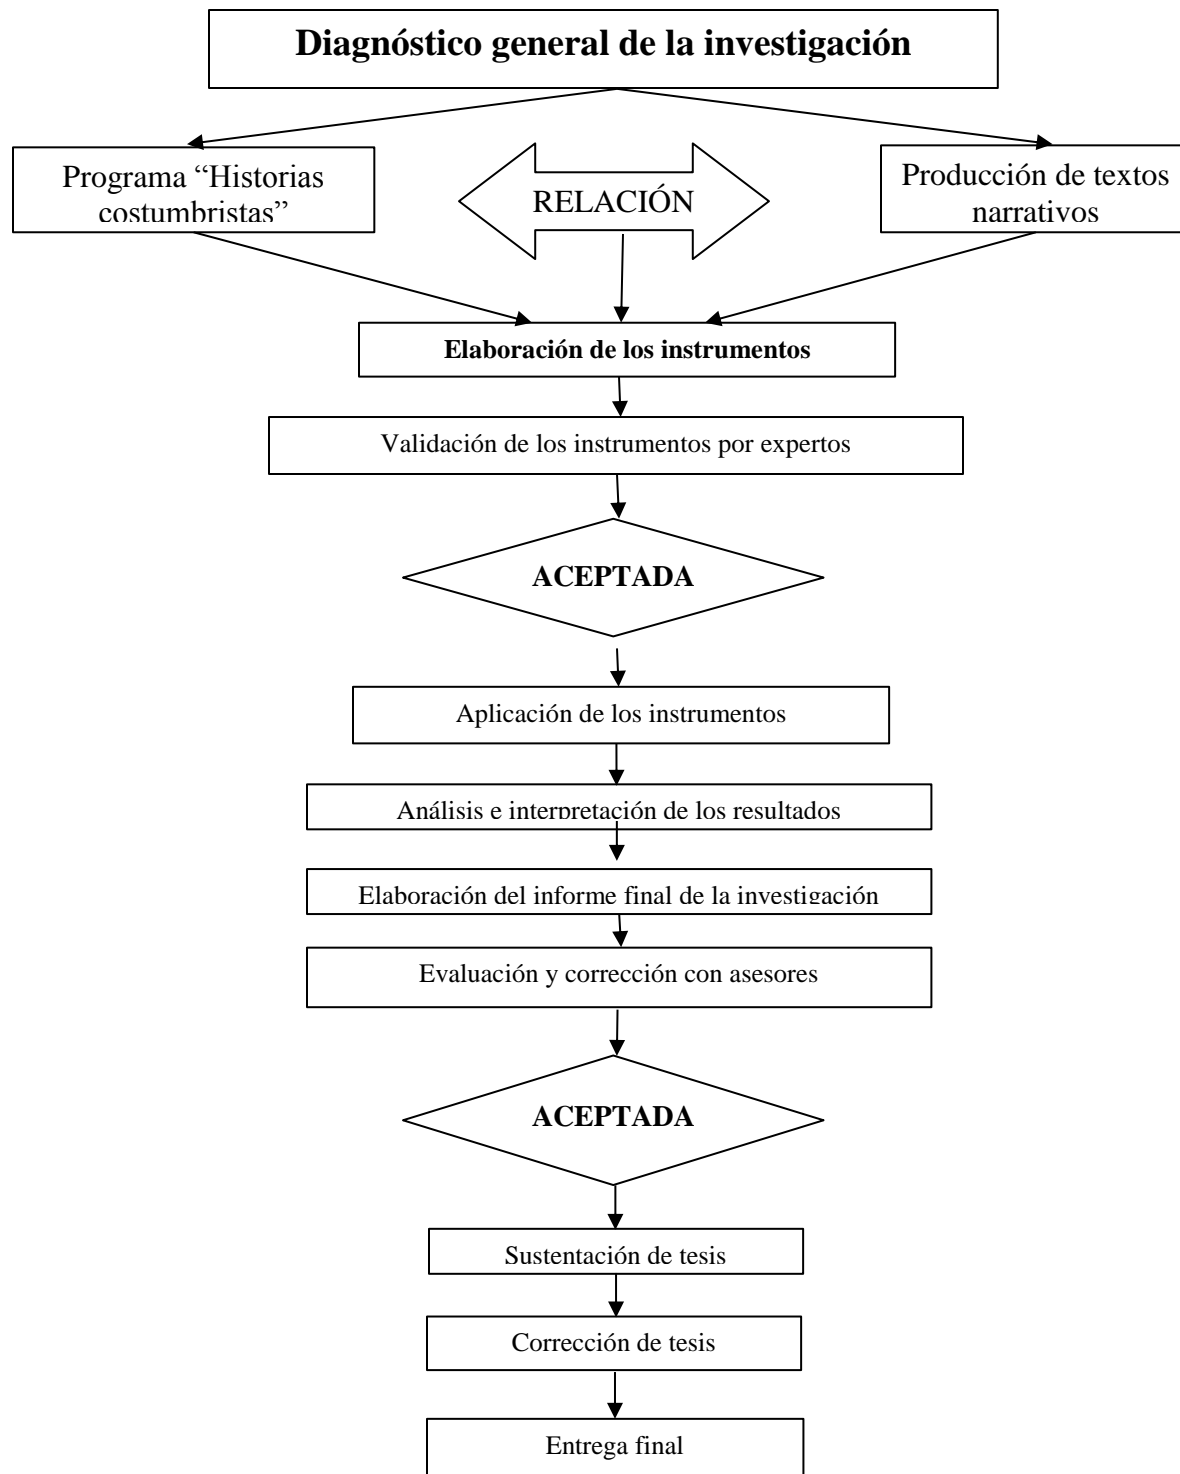 Diagnóstico general de la investigación
Programa “Historias
costumbristas”
RELACIÓN
Producción de textos
narrativos
Elaboración de los instrumentos
Validación de los instrumentos por expertos
ACEPTADA
Aplicación de los instrumentos
Análisis e interpretación de los resultados
Elaboración del informe final de la investigación
Evaluación y corrección con asesores
ACEPTADA
Sustentación de tesis
Corrección de tesis
Entrega final